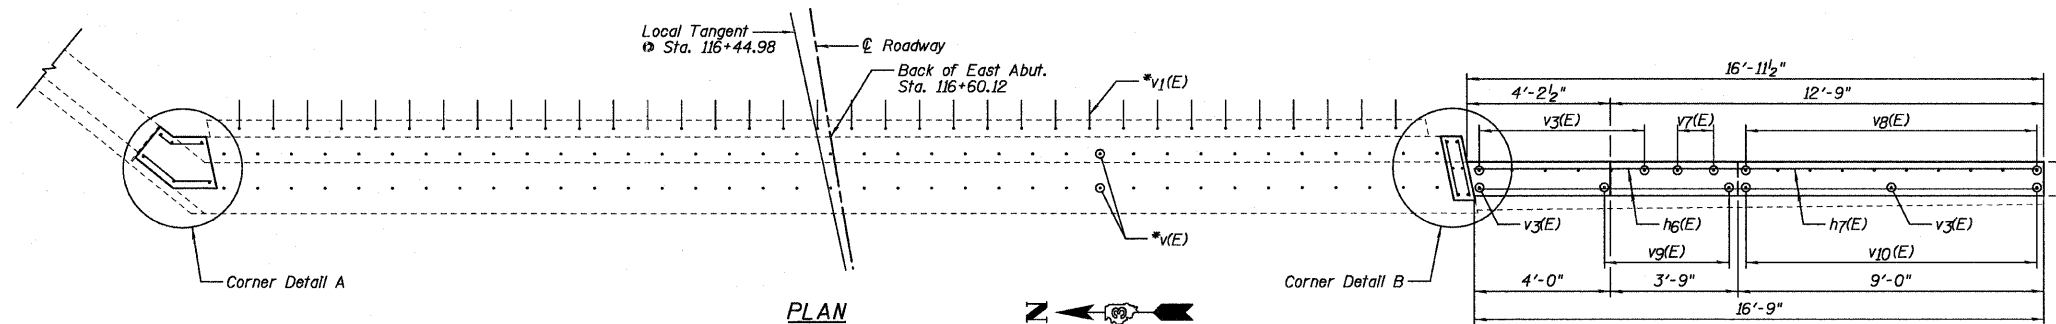 Local Tangent
@ Sta. 116+44.98
℄ Roadway
Back of East Abut.
Sta. 116+60.12
*v1(E)
16'-11½"
4'-2½"
12'-9"
v3(E)
v7(E)
v8(E)
*v(E)
v3(E)
h6(E)
h7(E)
v3(E)
v9(E)
v10(E)
Corner Detail A
Corner Detail B
4'-0"
3'-9"
9'-0"
16'-9"
PLAN
N